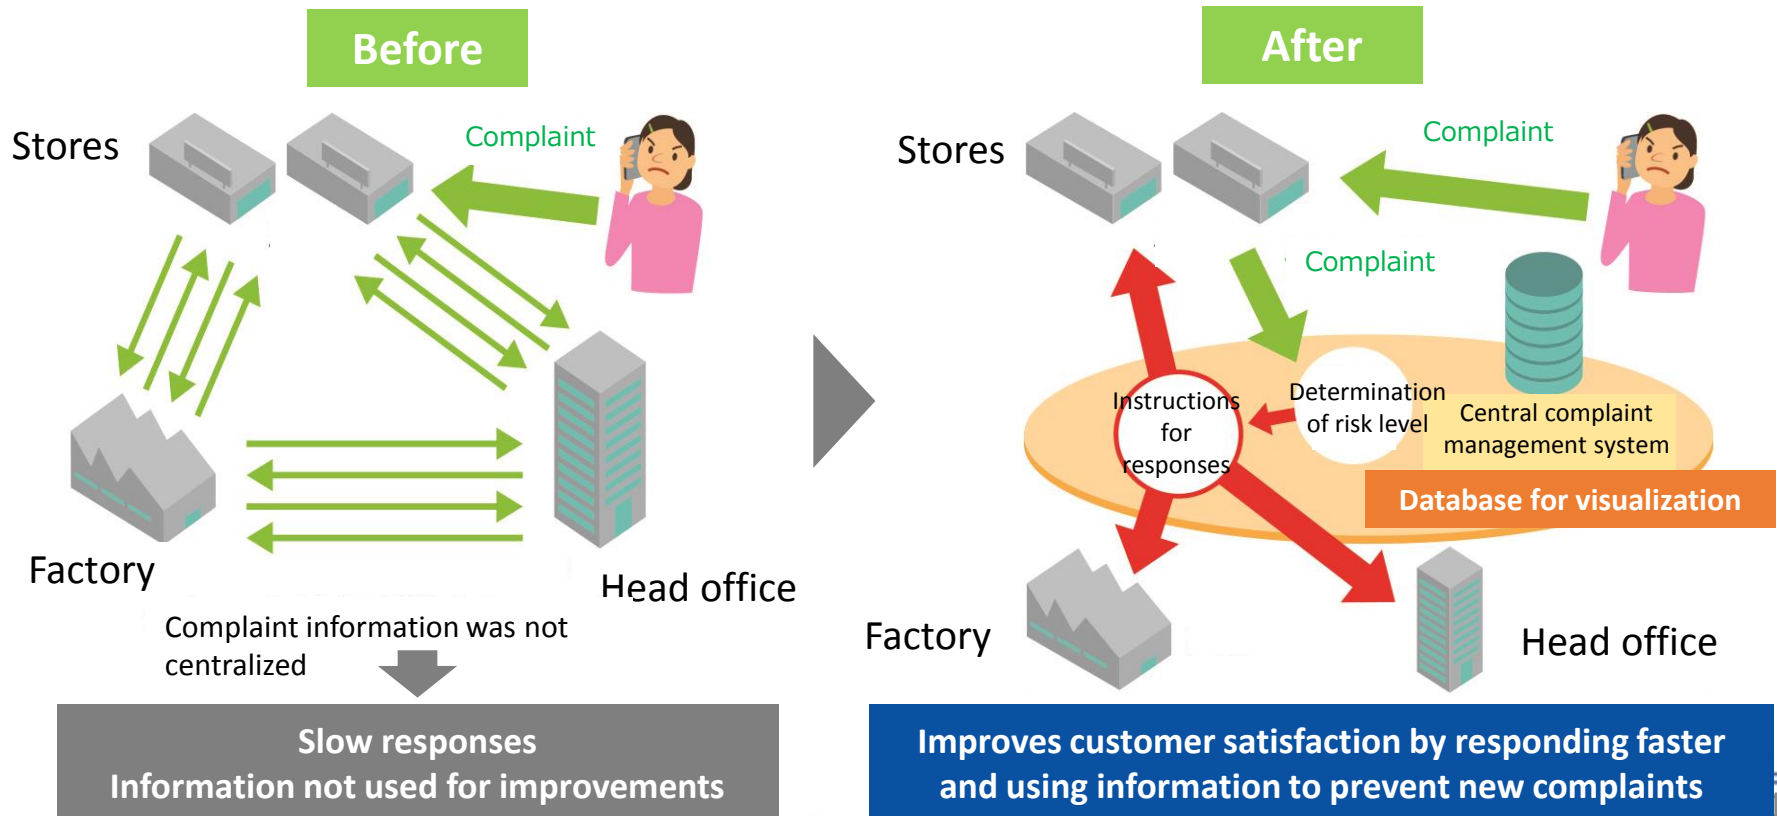 Before
Stores
Complaint
Factory
Head office
Complaint information was not
centralized
Slow responses
Information not used for improvements
After
Stores
Complaint
Complaint
Instructions
for
responses
Determination
of risk level
Central complaint
management system
Database for visualization
Factory
Head office
Improves customer satisfaction by responding faster
and using information to prevent new complaints